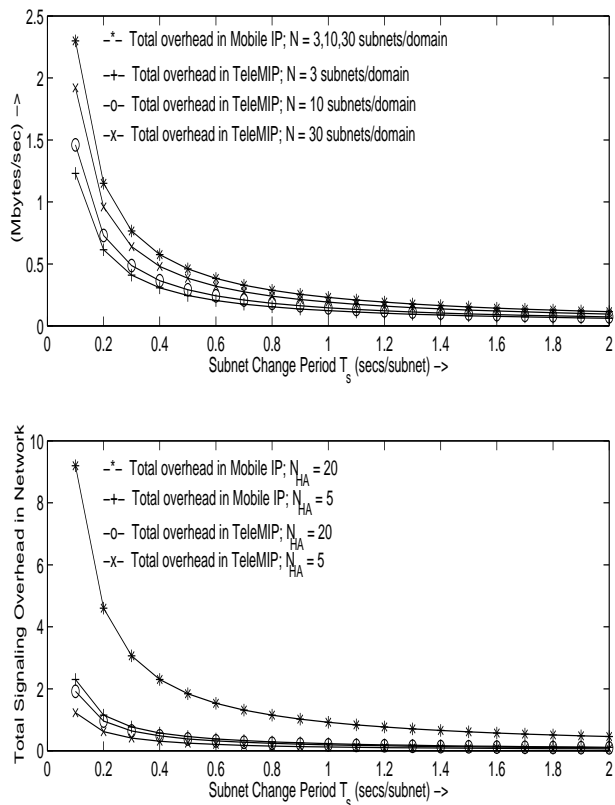 2.5
2
1.5
1
0.5
0
(Mbytes/sec) −>
−*− Total overhead in Mobile IP; N = 3,10,30 subnets/domain
−+− Total overhead in TeleMIP; N = 3 subnets/domain
−o− Total overhead in TeleMIP; N = 10 subnets/domain
−x− Total overhead in TeleMIP; N = 30 subnets/domain
0 0.2 0.4 0.6 0.8 1 1.2 1.4 1.6 1.8 2
Subnet Change Period T_s (secs/subnet) −>
10
8
6
4
2
0
Total Signaling Overhead in Network
−*− Total overhead in Mobile IP; N_HA = 20
−+− Total overhead in Mobile IP; N_HA = 5
−o− Total overhead in TeleMIP; N_HA = 20
−x− Total overhead in TeleMIP; N_HA = 5
0 0.2 0.4 0.6 0.8 1 1.2 1.4 1.6 1.8 2
Subnet Change Period T_s (secs/subnet) −>